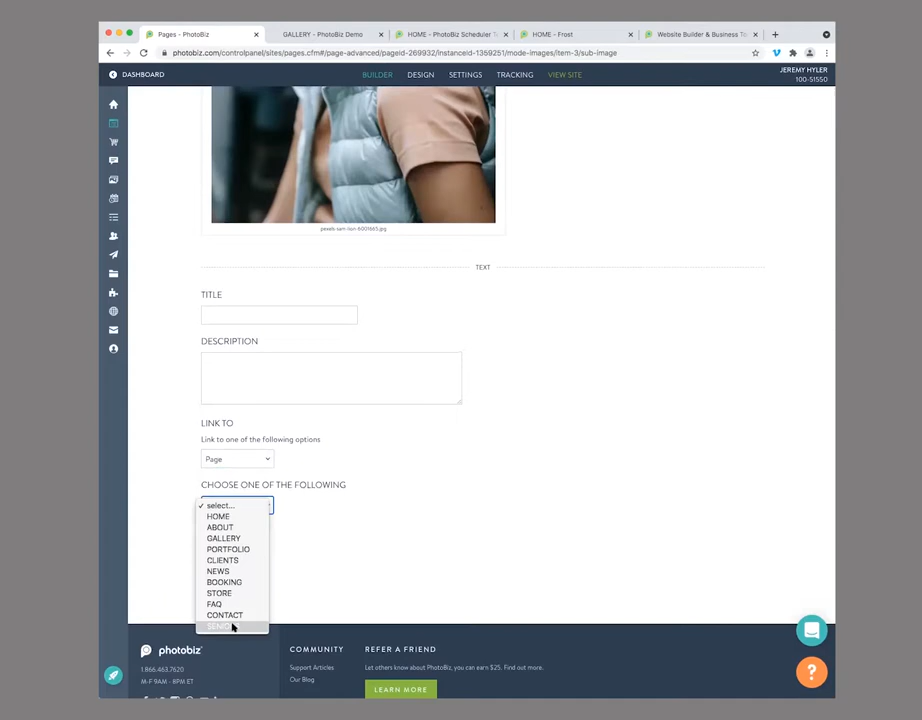 Pages - PhotoBiz
GALLERY - PhotoBiz Demo
HOME - PhotoBiz Scheduler T
HOME - Frost
Website Builder & Business To
photobiz.com/controlpanel/sites/pages.cfm#/page-advanced/pageId-269932/instanceId-1359251/mode-images/item-3/sub-image
DASHBOARD
BUILDER
DESIGN
SETTINGS
TRACKING
VIEW SITE
JEREMY HYLER
100-51550
pexels-sam-lion-6001665.jpg
TEXT
TITLE
DESCRIPTION
LINK TO
Link to one of the following options
Page
CHOOSE ONE OF THE FOLLOWING
✓ select...
HOME
ABOUT
GALLERY
PORTFOLIO
CLIENTS
NEWS
BOOKING
STORE
FAQ
CONTACT
photobiz
1.866.463.7620
M-F 9AM - 8PM ET
COMMUNITY
Support Articles
Our Blog
REFER A FRIEND
Let others know about PhotoBiz, you can earn $25. Find out more.
LEARN MORE